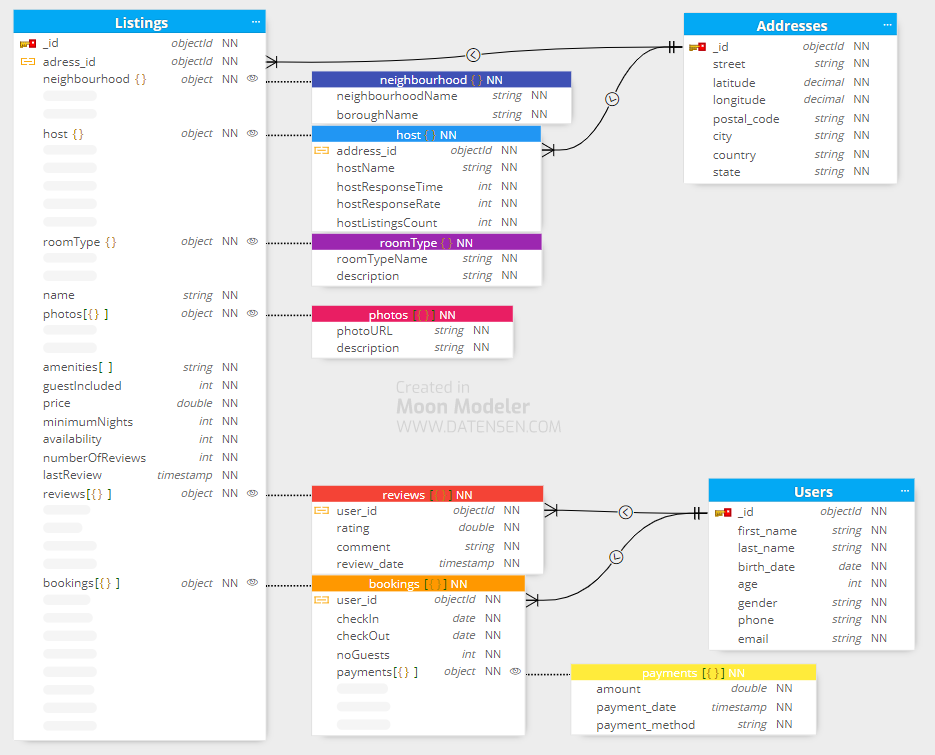 Listings ...
_id objectId NN
adress_id objectId NN
neighbourhood {} object NN
host {} object NN
roomType {} object NN
name string NN
photos[{} ] object NN
amenities[ ] string NN
guestIncluded int NN
price double NN
minimumNights int NN
availability int NN
numberOfReviews int NN
lastReview timestamp NN
reviews[{} ] object NN
bookings[{} ] object NN
neighbourhood {} NN
neighbourhoodName string NN
boroughName string NN
host {} NN
address_id objectId NN
hostName string NN
hostResponseTime int NN
hostResponseRate int NN
hostListingsCount int NN
roomType {} NN
roomTypeName string NN
description string NN
photos [{} ] NN
photoURL string NN
description string NN
Addresses ...
_id objectId NN
street string NN
latitude decimal NN
longitude decimal NN
postal_code string NN
city string NN
country string NN
state string NN
Created in
Moon Modeler
WWW.DATENSEN.COM
reviews [{} ] NN
user_id objectId NN
rating double NN
comment string NN
review_date timestamp NN
bookings [{} ] NN
user_id objectId NN
checkIn date NN
checkOut date NN
noGuests int NN
payments[{} ] object NN
Users ...
_id objectId NN
first_name string NN
last_name string NN
birth_date date NN
age int NN
gender string NN
phone string NN
email string NN
payments [{} ] NN
amount double NN
payment_date timestamp NN
payment_method string NN